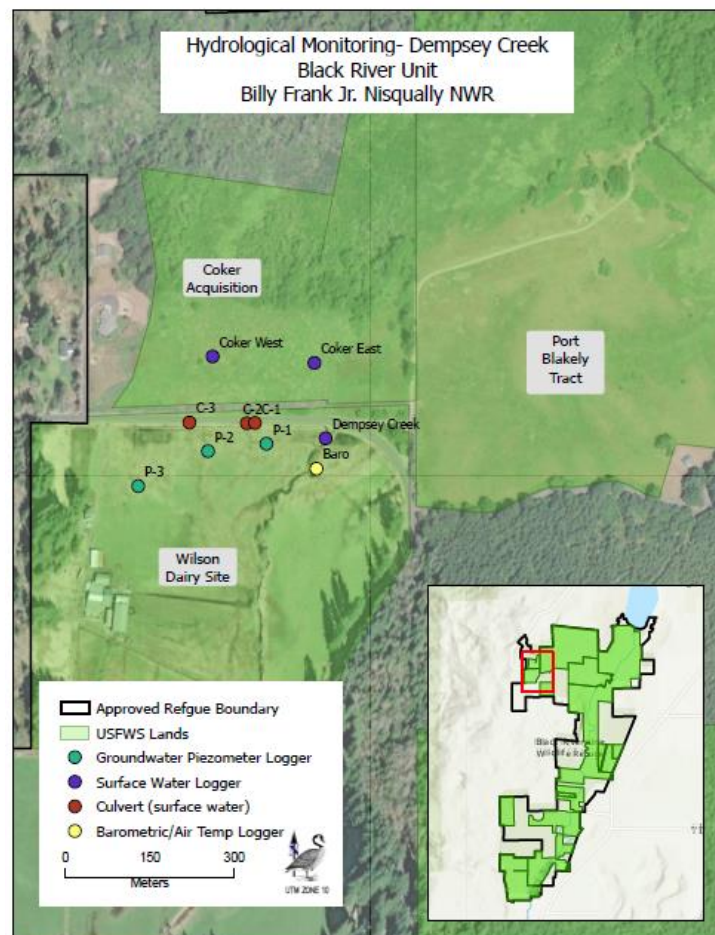 Hydrological Monitoring- Dempsey Creek
Black River Unit
Billy Frank Jr. Nisqually NWR
Coker
Acquisition
Port
Blakely
Tract
Coker West
Coker East
C-3
C-2C-1
Dempsey Creek
P-1
P-2
Baro
P-3
Wilson
Dairy Site
Approved Refgue Boundary
USFWS Lands
Groundwater Piezometer Logger
Surface Water Logger
Culvert (surface water)
Barometric/Air Temp Logger
0 150 300
Meters
UTM ZONE 10
Wildlife